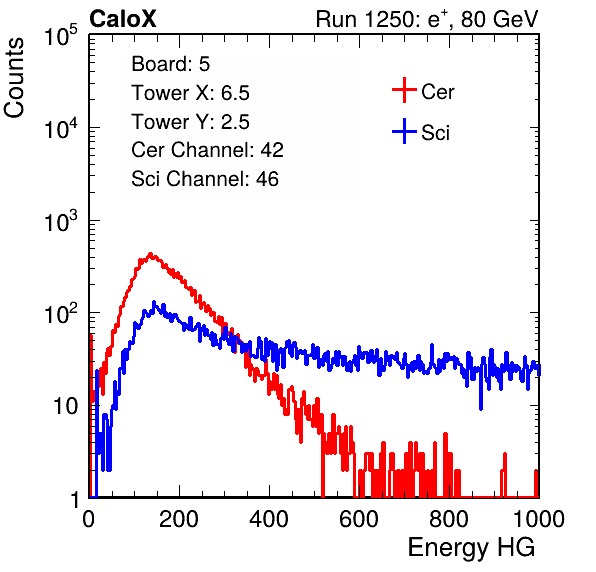 CaloX Run 1250: e⁺, 80 GeV
Board: 5
Tower X: 6.5
Tower Y: 2.5
Cer Channel: 42
Sci Channel: 46
Cer
Sci
Counts
10⁵
10⁴
10³
10²
10
1
0 200 400 600 800 1000
Energy HG